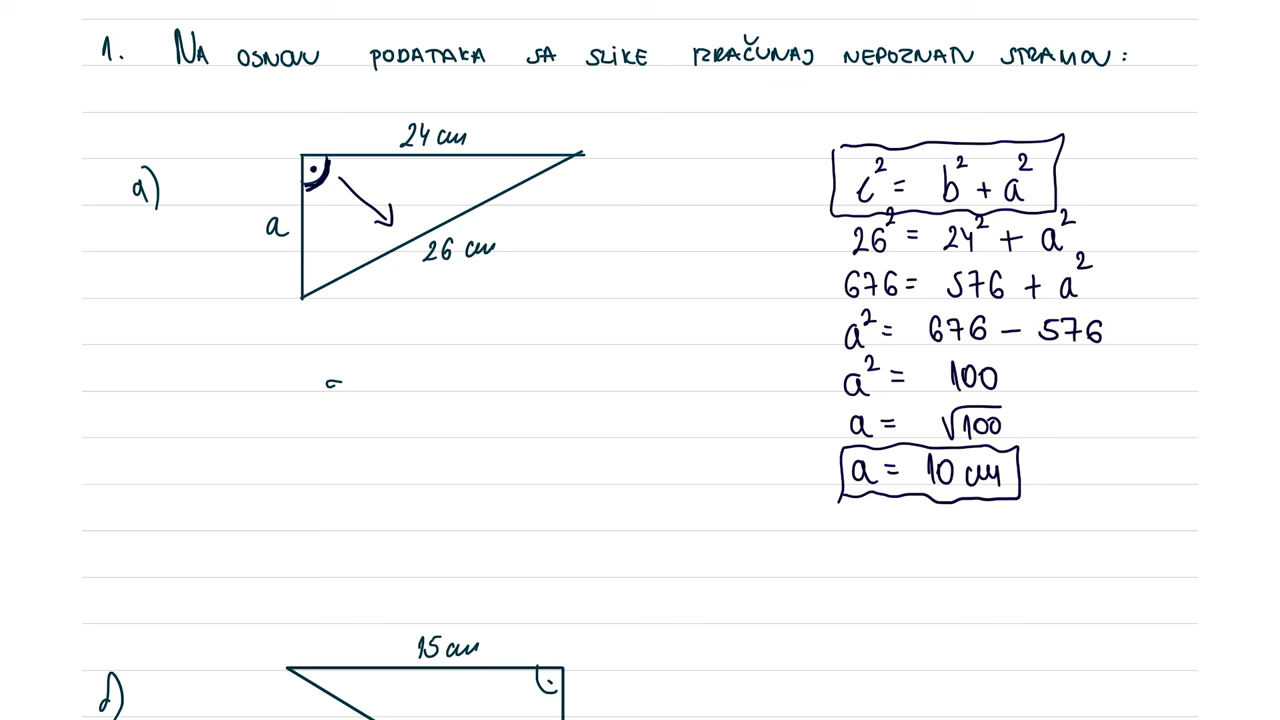 1. NA OSNOVU PODATAKA SA SLIKE IZRAČUNAJ NEPOZNATU STRANICU:
a)
24 cm
a
26 cm
c² = b² + a²
26² = 24² + a²
676 = 576 + a²
a² = 676 − 576
a² = 100
a = √100
a = 10 cm
15 cm